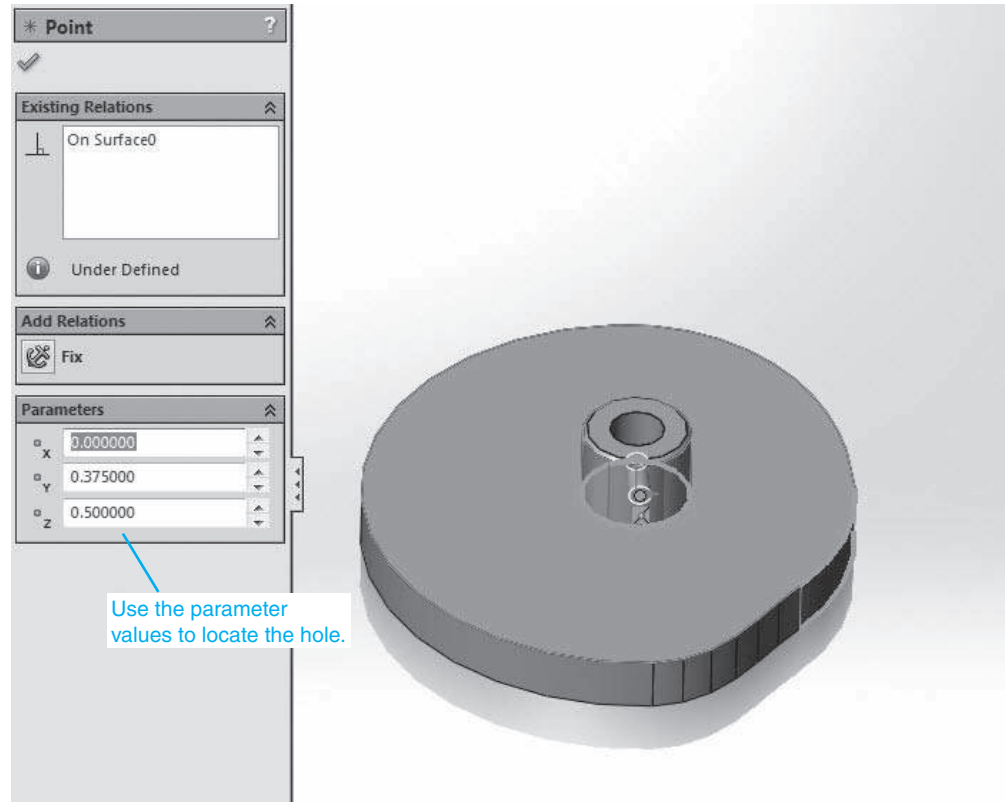 Point ?
Existing Relations
On Surface0
Under Defined
Add Relations
Fix
Parameters
X 0.000000
Y 0.375000
Z 0.500000
Use the parameter
values to locate the hole.